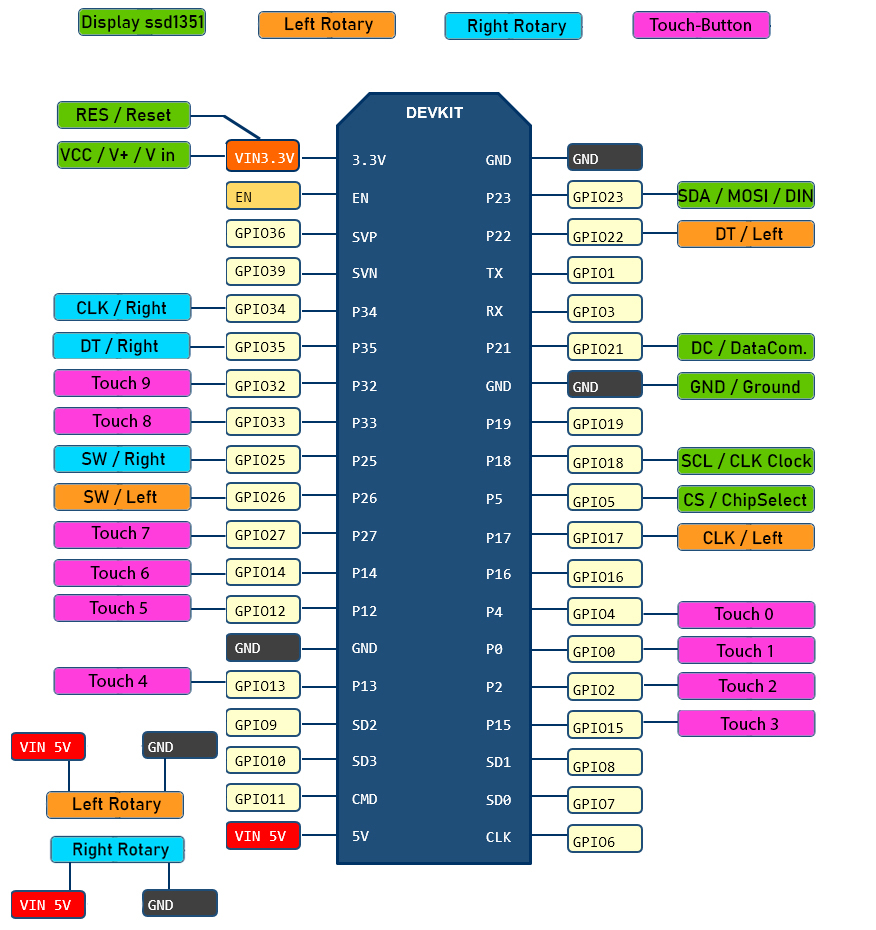 Display ssd1351
Left Rotary
Right Rotary
Touch-Button
DEVKIT
RES / Reset
VCC / V+ / V in
VIN3.3V
3.3V
GND
GND
EN
EN
P23
GPIO23
SDA / MOSI / DIN
GPIO36
SVP
P22
GPIO22
DT / Left
GPIO39
SVN
TX
GPIO1
CLK / Right
GPIO34
P34
RX
GPIO3
DT / Right
GPIO35
P35
P21
GPIO21
DC / DataCom.
Touch 9
GPIO32
P32
GND
GND
GND / Ground
Touch 8
GPIO33
P33
P19
GPIO19
SW / Right
GPIO25
P25
P18
GPIO18
SCL / CLK Clock
SW / Left
GPIO26
P26
P5
GPIO5
CS / ChipSelect
Touch 7
GPIO27
P27
P17
GPIO17
CLK / Left
Touch 6
GPIO14
P14
P16
GPIO16
Touch 5
GPIO12
P12
P4
GPIO4
Touch 0
GND
GND
P0
GPIO0
Touch 1
Touch 4
GPIO13
P13
P2
GPIO2
Touch 2
GPIO9
SD2
P15
GPIO15
Touch 3
GPIO10
SD3
SD1
GPIO8
GPIO11
CMD
SD0
GPIO7
VIN 5V
5V
CLK
GPIO6
VIN 5V
GND
Left Rotary
Right Rotary
VIN 5V
GND